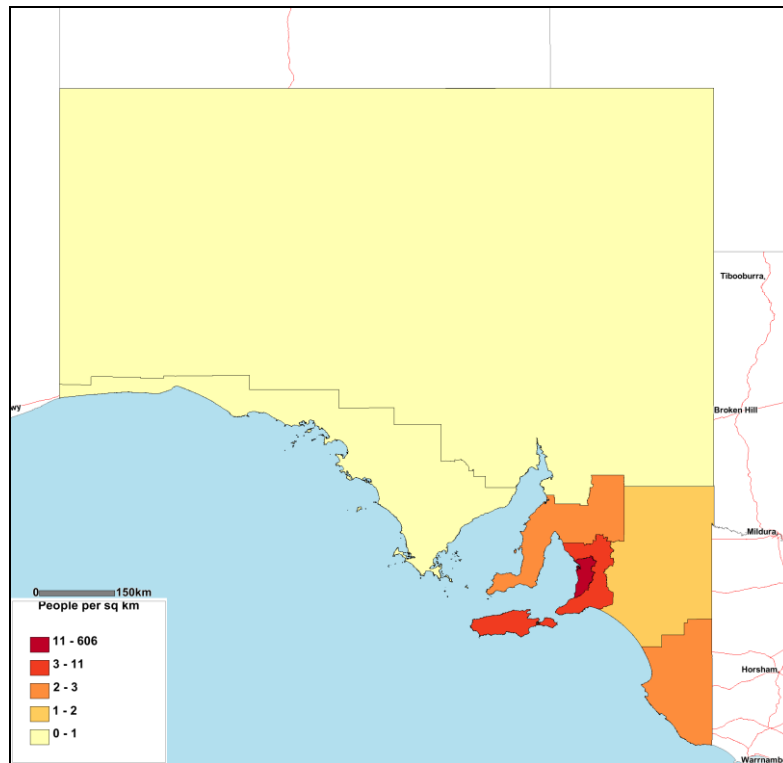 Tibooburra
Broken Hill
wy
Mildura
0 150km
People per sq km
11 - 606
3 - 11
2 - 3
1 - 2
0 - 1
Horsham
Warrnamb